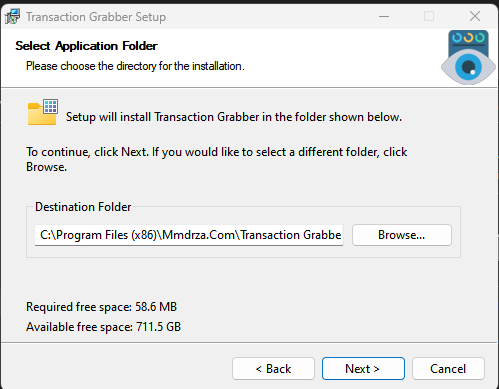 Transaction Grabber Setup
Select Application Folder
Please choose the directory for the installation.
Setup will install Transaction Grabber in the folder shown below.
To continue, click Next. If you would like to select a different folder, click
Browse.
Destination Folder
C:\Program Files (x86)\Mmdrza.Com\Transaction Grabbe
Browse...
Required free space: 58.6 MB
Available free space: 711.5 GB
< Back
Next >
Cancel